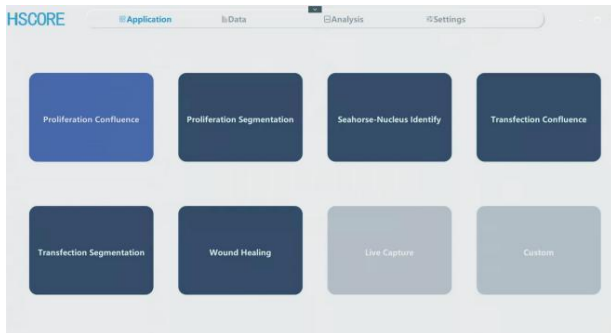 HSCORE
Application
Data
Analysis
Settings
Proliferation Confluence
Proliferation Segmentation
Seahorse-Nucleus Identify
Transfection Confluence
Transfection Segmentation
Wound Healing
Live Capture
Custom